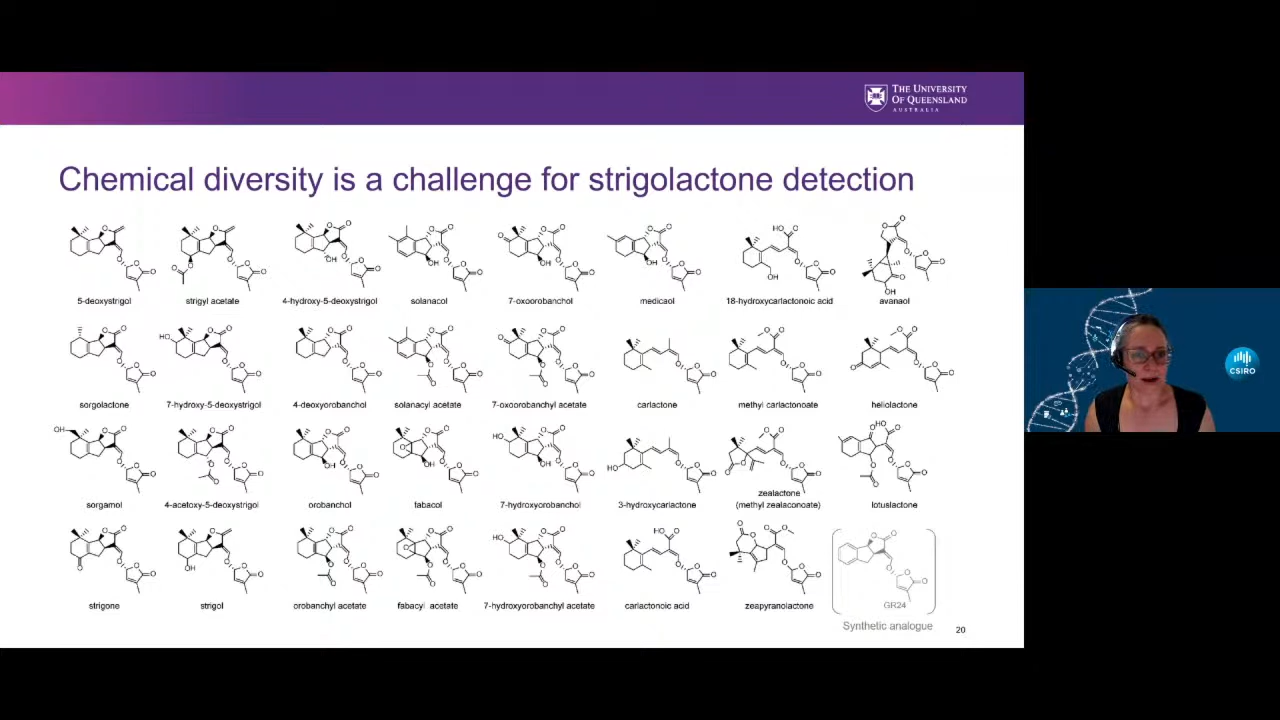 THE UNIVERSITY
OF QUEENSLAND
AUSTRALIA
Chemical diversity is a challenge for strigolactone detection
5-deoxystrigol
strigyl acetate
4-hydroxy-5-deoxystrigol
solanacol
7-oxoorobanchol
medicaol
18-hydroxycarlactonoic acid
avanaol
sorgolactone
7-hydroxy-5-deoxystrigol
4-deoxyorobanchol
solanacyl acetate
7-oxoorobanchyl acetate
carlactone
methyl carlactonoate
heliolactone
sorgamol
4-acetoxy-5-deoxystrigol
orobanchol
fabacol
7-hydroxyorobanchol
3-hydroxycarlactone
zealactone
(methyl zealaconoate)
lotuslactone
strigone
strigol
orobanchyl acetate
fabacyl acetate
7-hydroxyorobanchyl acetate
carlactonoic acid
zeapyranolactone
GR24
Synthetic analogue
20
CSIRO